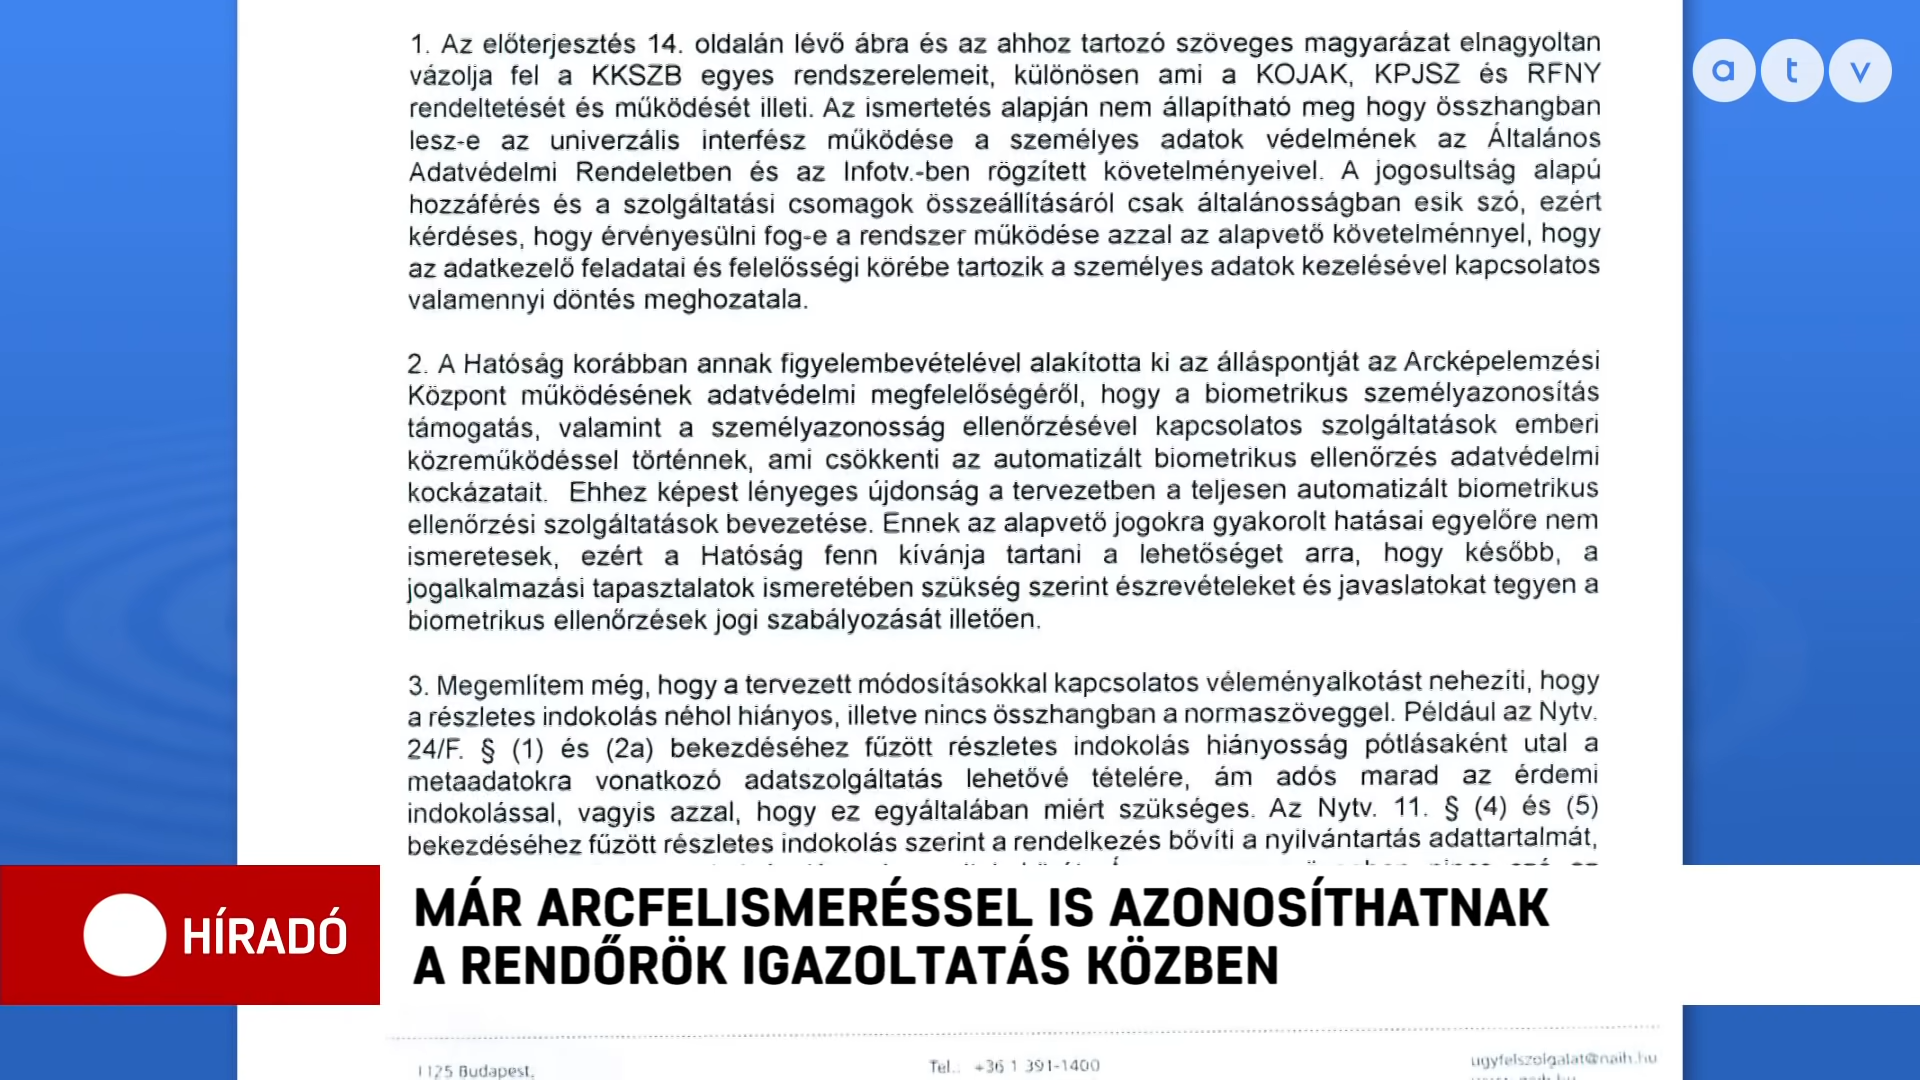 1. Az előterjesztés 14. oldalán lévő ábra és az ahhoz tartozó szöveges magyarázat elnagyoltan
vázolja fel a KKSZB egyes rendszerelemeit, különösen ami a KOJAK, KPJSZ és RFNY
rendeltetését és működését illeti. Az ismertetés alapján nem állapítható meg hogy összhangban
lesz-e az univerzális interfész működése a személyes adatok védelmének az Általános
Adatvédelmi Rendeletben és az Infotv.-ben rögzített követelményeivel. A jogosultság alapú
hozzáférés és a szolgáltatási csomagok összeállításáról csak általánosságban esik szó, ezért
kérdéses, hogy érvényesülni fog-e a rendszer működése azzal az alapvető követelménnyel, hogy
az adatkezelő feladatai és felelősségi körébe tartozik a személyes adatok kezelésével kapcsolatos
valamennyi döntés meghozatala.
2. A Hatóság korábban annak figyelembevételével alakította ki az álláspontját az Arcképelemzési
Központ működésének adatvédelmi megfelelőségéről, hogy a biometrikus személyazonosítás
támogatás, valamint a személyazonosság ellenőrzésével kapcsolatos szolgáltatások emberi
közreműködéssel történnek, ami csökkenti az automatizált biometrikus ellenőrzés adatvédelmi
kockázatait. Ehhez képest lényeges újdonság a tervezetben a teljesen automatizált biometrikus
ellenőrzési szolgáltatások bevezetése. Ennek az alapvető jogokra gyakorolt hatásai egyelőre nem
ismeretesek, ezért a Hatóság fenn kívánja tartani a lehetőséget arra, hogy később, a
jogalkalmazási tapasztalatok ismeretében szükség szerint észrevételeket és javaslatokat tegyen a
biometrikus ellenőrzések jogi szabályozását illetően.
3. Megemlítem még, hogy a tervezett módosításokkal kapcsolatos véleményalkotást nehezíti, hogy
a részletes indokolás néhol hiányos, illetve nincs összhangban a normaszöveggel. Például az Nytv.
24/F. § (1) és (2a) bekezdéséhez fűzött részletes indokolás hiányosság pótlásaként utal a
metaadatokra vonatkozó adatszolgáltatás lehetővé tételére, ám adós marad az érdemi
indokolással, vagyis azzal, hogy ez egyáltalában miért szükséges. Az Nytv. 11. § (4) és (5)
bekezdéséhez fűzött részletes indokolás szerint a rendelkezés bővíti a nyilvántartás adattartalmát,
a t v
HÍRADÓ
MÁR ARCFELISMERÉSSEL IS AZONOSÍTHATNAK
A RENDŐRÖK IGAZOLTATÁS KÖZBEN
1125 Budapest,
Tel.: +36 1 391-1400
ugyfelszolgalat@naih.hu